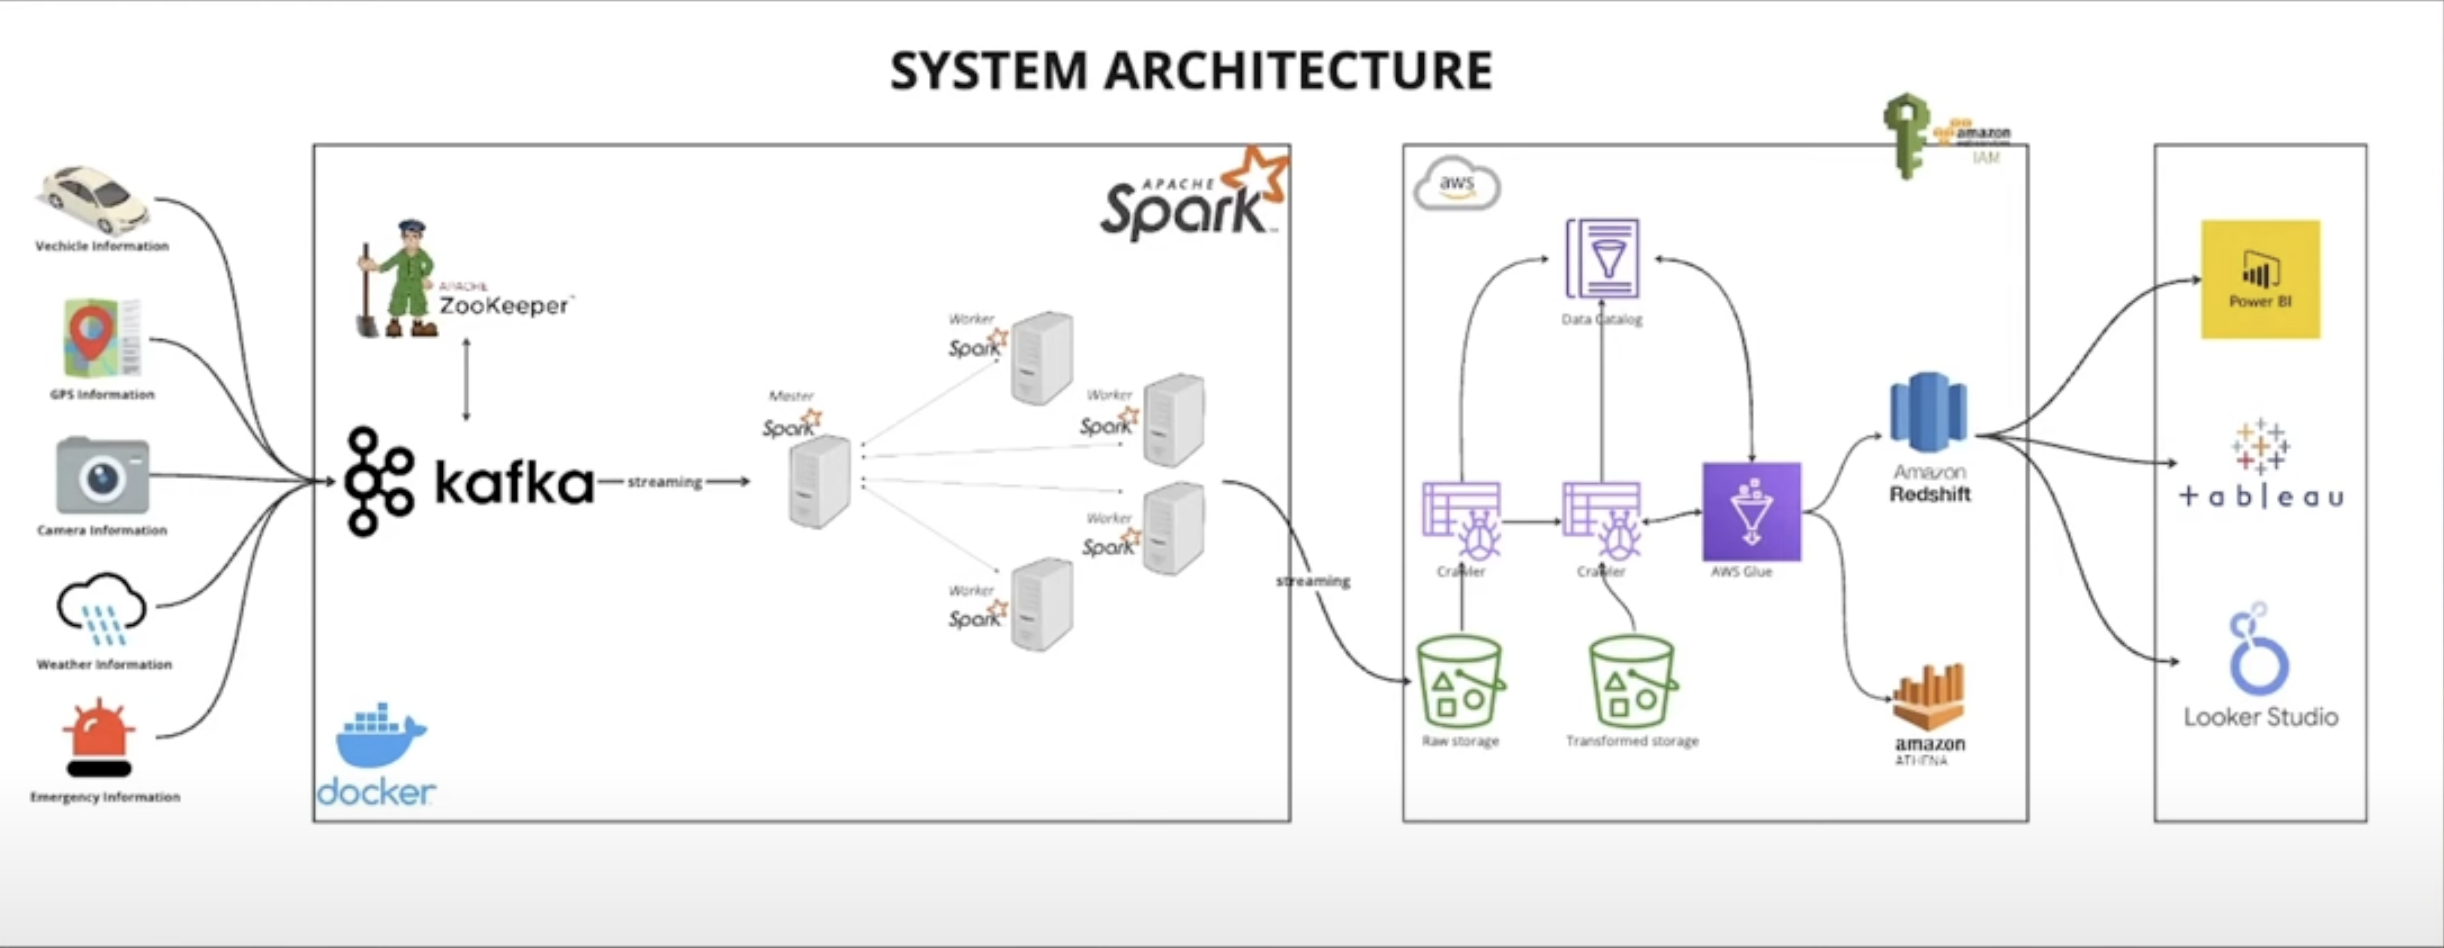 SYSTEM ARCHITECTURE
Vechicle Information
GPS Information
Camera Information
Weather Information
Emergency Information
APACHE
Spark
APACHE
ZooKeeper
kafka
streaming
docker
Master
Spark
Worker
Spark
Worker
Spark
Worker
Spark
Worker
Spark
streaming
aws
amazon
IAM
Data Catalog
Crawler
Crawler
AWS Glue
Raw storage
Transformed storage
Amazon
Redshift
amazon
ATHENA
Power BI
+ableau
Looker Studio